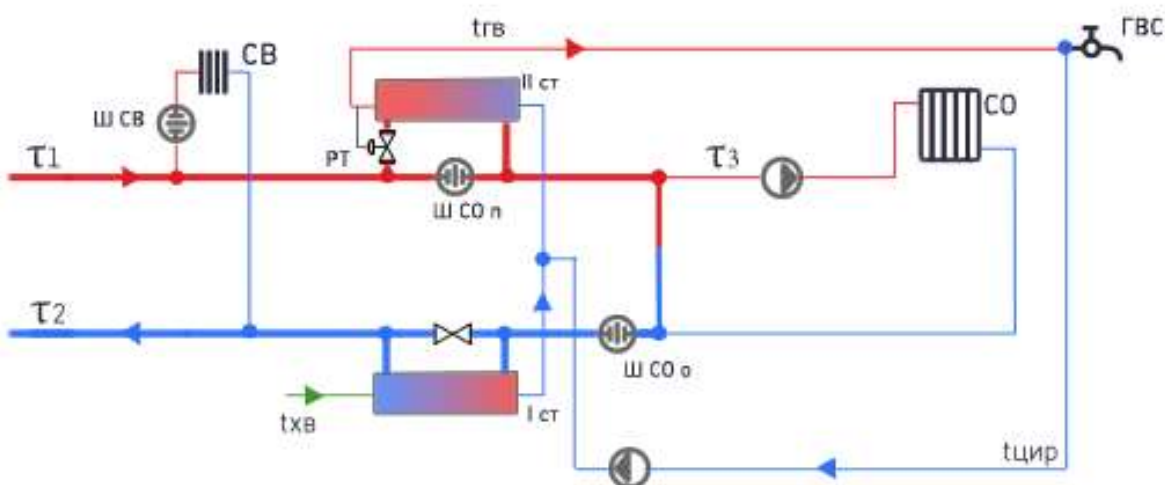 tгв
ГВС
СВ
II ст
СО
Ш СВ
τ1
РТ
τ3
Ш СО п
τ2
Ш СО о
I ст
tхв
tцир